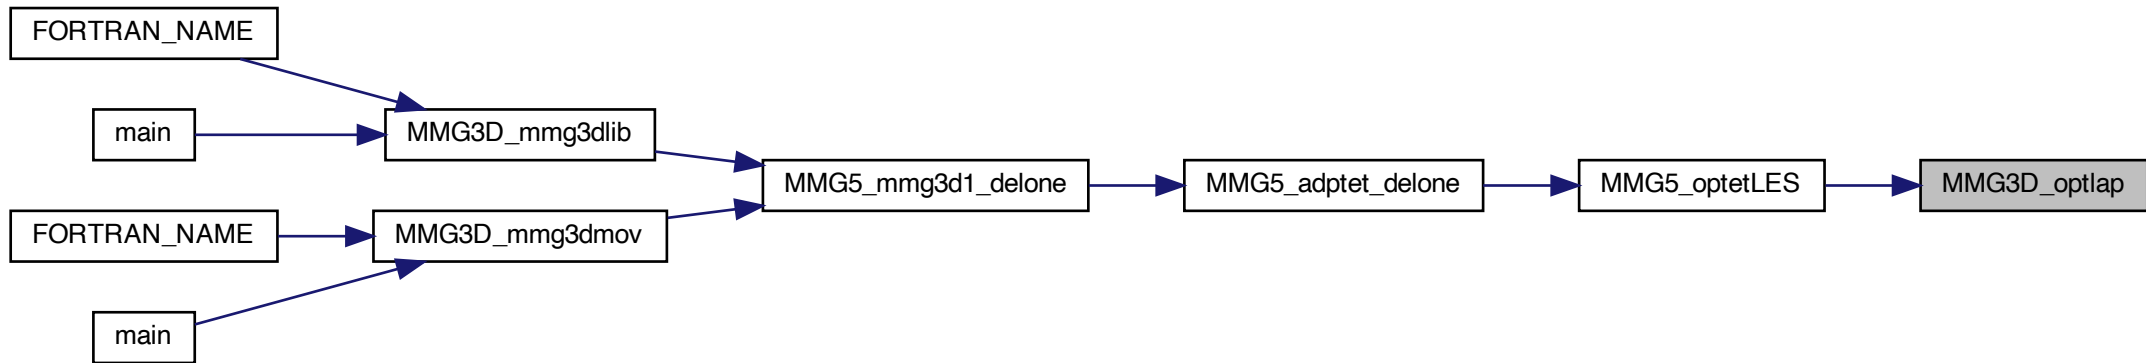 FORTRAN_NAME
main
MMG3D_mmg3dlib
MMG5_mmg3d1_delone
MMG5_adptet_delone
MMG5_optetLES
MMG3D_optlap
FORTRAN_NAME
MMG3D_mmg3dmov
main